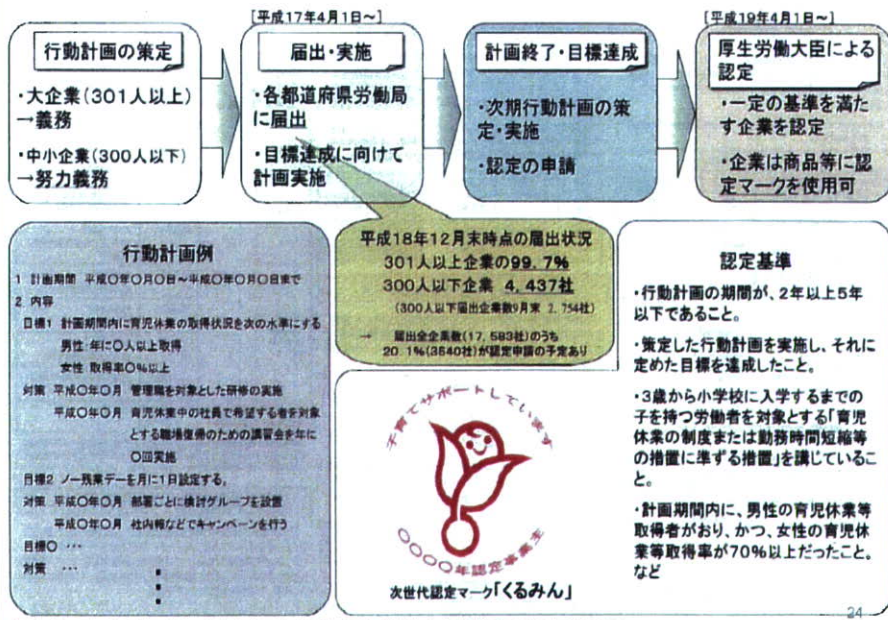 [平成17年4月1日～]
[平成19年4月1日～]
行動計画の策定
・大企業(301人以上)
→義務
・中小企業(300人以下)
→努力義務
届出・実施
・各都道府県労働局
に届出
・目標達成に向けて
計画実施
計画終了・目標達成
・次期行動計画の策
定・実施
・認定の申請
厚生労働大臣による
認定
・一定の基準を満た
す企業を認定
・企業は商品等に認
定マークを使用可
平成18年12月末時点の届出状況
301人以上企業の99.7%
300人以下企業 4,437社
(300人以下届出企業数9月末 2,754社)
→ 届出全企業数(17,583社)のうち
20.1%(3540社)が認定申請の予定あり
行動計画例
1 計画期間 平成〇年〇月〇日～平成〇年〇月〇日まで
2 内容
目標1 計画期間内に育児休業の取得状況を次の水準にする
男性 年に〇人以上取得
女性 取得率〇%以上
対策 平成〇年〇月 管理職を対象とした研修の実施
平成〇年〇月 育児休業中の社員で希望する者を対象
とする職場復帰のための講習会を年に
〇回実施
目標2 ノー残業デーを月に1日設定する。
対策 平成〇年〇月 部署ごとに検討グループを設置
平成〇年〇月 社内報などでキャンペーンを行う
目標〇 …
対策 …
子育てサポートしています
〇〇〇〇年認定事業主
次世代認定マーク「くるみん」
認定基準
・行動計画の期間が、2年以上5年
以下であること。
・策定した行動計画を実施し、それに
定めた目標を達成したこと。
・3歳から小学校に入学するまでの
子を持つ労働者を対象とする「育児
休業の制度または勤務時間短縮等
の措置に準ずる措置」を講じているこ
と。
・計画期間内に、男性の育児休業等
取得者がおり、かつ、女性の育児休
業等取得率が70%以上だったこと。
など
24